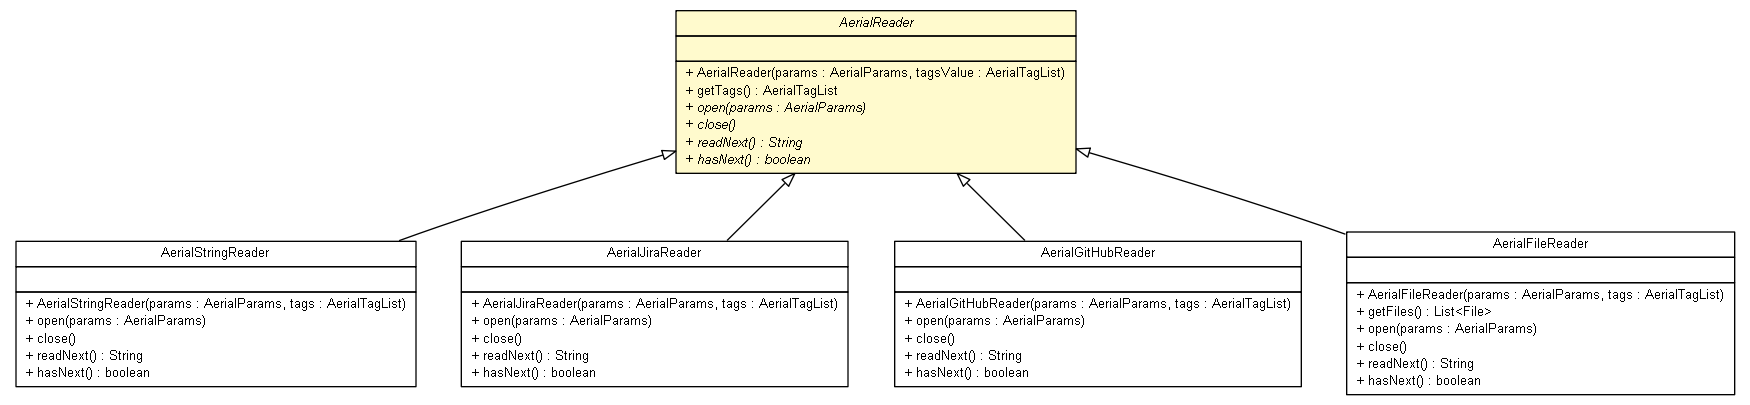 AerialReader
+ AerialReader(params : AerialParams, tagsValue : AerialTagList)
+ getTags() : AerialTagList
+ open(params : AerialParams)
+ close()
+ readNext() : String
+ hasNext() : boolean
AerialStringReader
+ AerialStringReader(params : AerialParams, tags : AerialTagList)
+ open(params : AerialParams)
+ close()
+ readNext() : String
+ hasNext() : boolean
AerialJiraReader
+ AerialJiraReader(params : AerialParams, tags : AerialTagList)
+ open(params : AerialParams)
+ close()
+ readNext() : String
+ hasNext() : boolean
AerialGitHubReader
+ AerialGitHubReader(params : AerialParams, tags : AerialTagList)
+ open(params : AerialParams)
+ close()
+ readNext() : String
+ hasNext() : boolean
AerialFileReader
+ AerialFileReader(params : AerialParams, tags : AerialTagList)
+ getFiles() : List<File>
+ open(params : AerialParams)
+ close()
+ readNext() : String
+ hasNext() : boolean